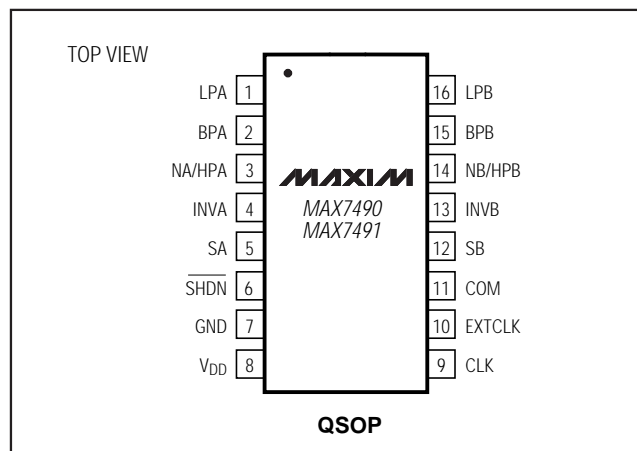 TOP VIEW
LPA 1
BPA 2
NA/HPA 3
INVA 4
SA 5
S̅H̅D̅N̅ 6
GND 7
VDD 8
MAXIM
MAX7490
MAX7491
16 LPB
15 BPB
14 NB/HPB
13 INVB
12 SB
11 COM
10 EXTCLK
9 CLK
QSOP